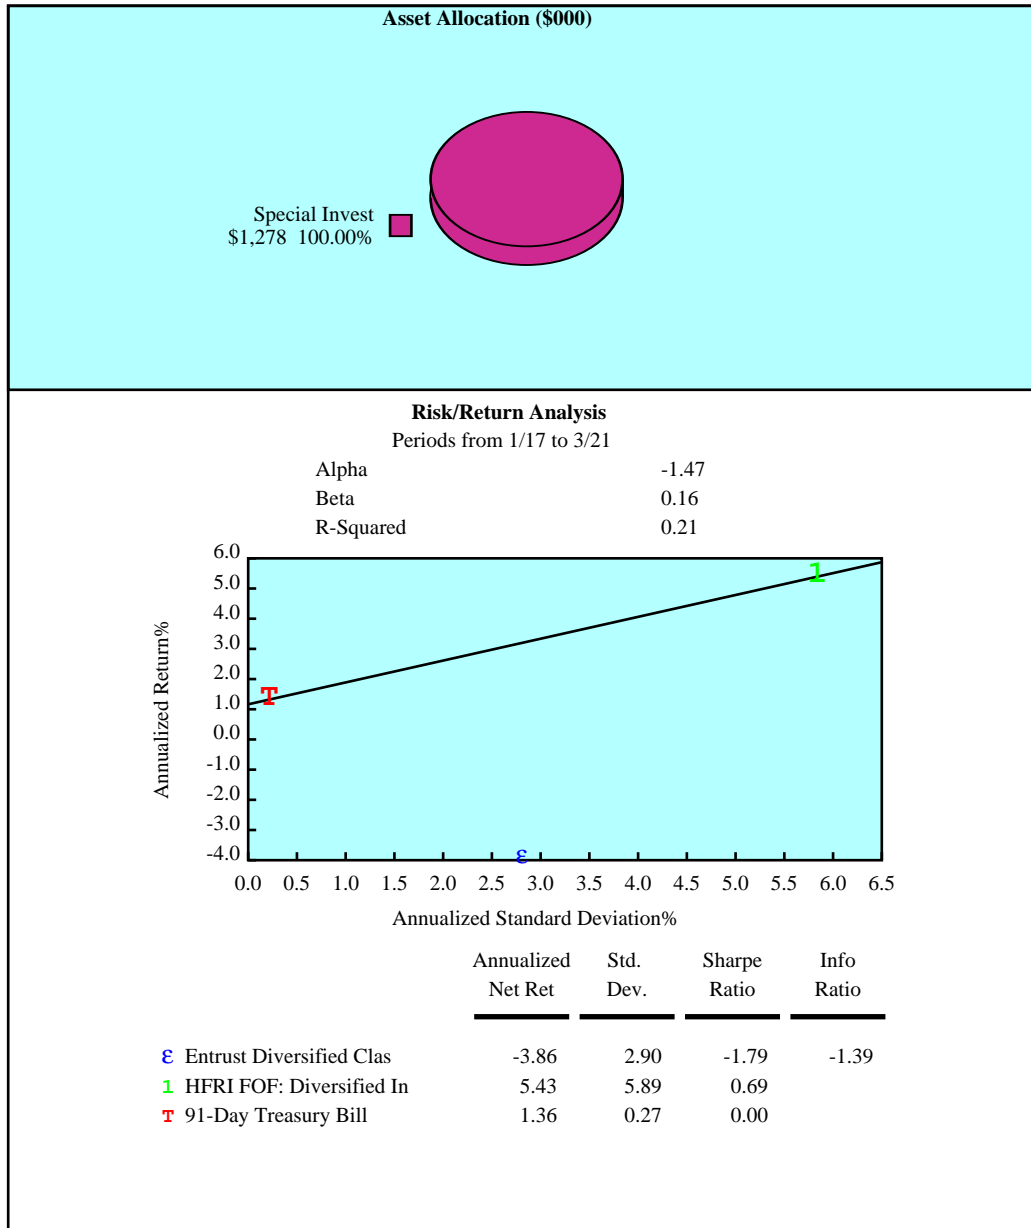 Asset Allocation ($000)
Special Invest
$1,278 100.00%
Risk/Return Analysis
Periods from 1/17 to 3/21
Alpha -1.47
Beta 0.16
R-Squared 0.21
6.0
5.0
4.0
3.0
2.0
1.0
0.0
-1.0
-2.0
-3.0
-4.0
Annualized Return%
1
T
ε
0.0 0.5 1.0 1.5 2.0 2.5 3.0 3.5 4.0 4.5 5.0 5.5 6.0 6.5
Annualized Standard Deviation%
Annualized Std. Sharpe Info
Net Ret Dev. Ratio Ratio
ε Entrust Diversified Clas -3.86 2.90 -1.79 -1.39
1 HFRI FOF: Diversified In 5.43 5.89 0.69
T 91-Day Treasury Bill 1.36 0.27 0.00